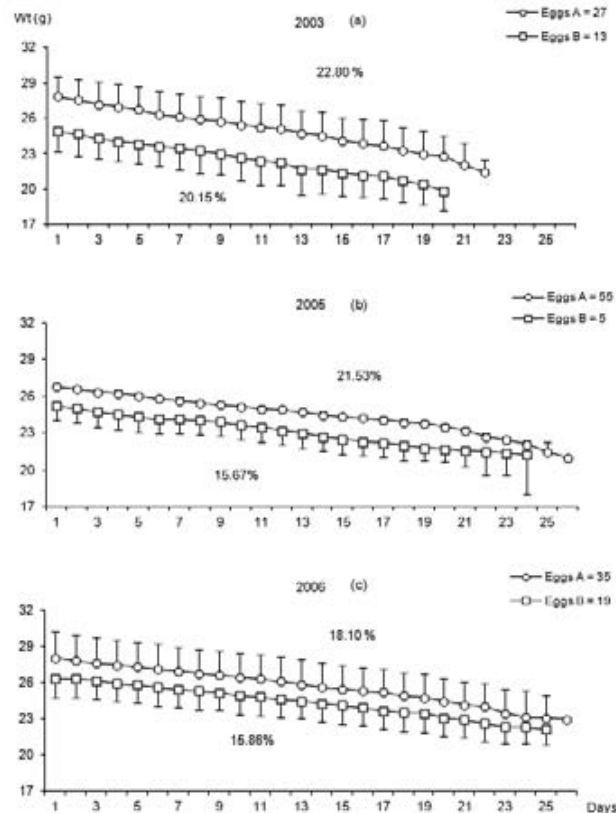 Wt (g)
2003 (a)
Eggs A = 27
Eggs B = 13
32
29
26
23
20
17
22.80 %
20.15 %
1 3 5 7 9 11 13 15 17 19 21 23 25
2005 (b)
Eggs A = 55
Eggs B = 5
32
29
26
23
20
17
21.53%
15.67%
1 3 5 7 9 11 13 15 17 19 21 23 25
2006 (c)
Eggs A = 35
Eggs B = 19
32
29
26
23
20
17
18.10 %
15.86%
1 3 5 7 9 11 13 15 17 19 21 23 25 Days